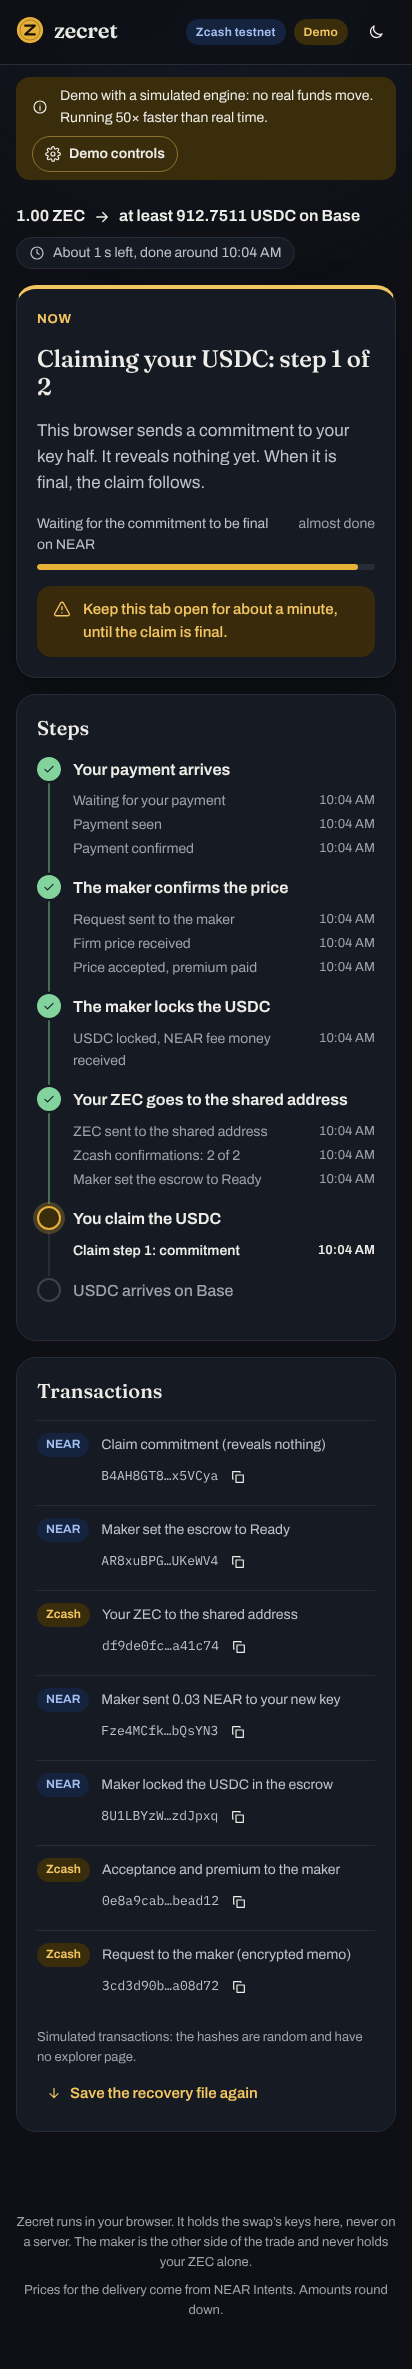 zecret
Zcash testnet
Demo
Demo with a simulated engine: no real funds move.
Running 50× faster than real time.
Demo controls
1.00 ZEC → at least 912.7511 USDC on Base
About 1 s left, done around 10:04 AM
NOW
Claiming your USDC: step 1 of
2
This browser sends a commitment to your
key half. It reveals nothing yet. When it is
final, the claim follows.
Waiting for the commitment to be final
on NEAR
almost done
Keep this tab open for about a minute,
until the claim is final.
Steps
Your payment arrives
Waiting for your payment 10:04 AM
Payment seen 10:04 AM
Payment confirmed 10:04 AM
The maker confirms the price
Request sent to the maker 10:04 AM
Firm price received 10:04 AM
Price accepted, premium paid 10:04 AM
The maker locks the USDC
USDC locked, NEAR fee money 10:04 AM
received
Your ZEC goes to the shared address
ZEC sent to the shared address 10:04 AM
Zcash confirmations: 2 of 2 10:04 AM
Maker set the escrow to Ready 10:04 AM
You claim the USDC
Claim step 1: commitment 10:04 AM
USDC arrives on Base
Transactions
NEAR Claim commitment (reveals nothing)
B4AH8GT8…x5VCya
NEAR Maker set the escrow to Ready
AR8xuBPG…UKeWV4
Zcash Your ZEC to the shared address
df9de0fc…a41c74
NEAR Maker sent 0.03 NEAR to your new key
Fze4MCfk…bQsYN3
NEAR Maker locked the USDC in the escrow
8U1LBYzW…zdJpxq
Zcash Acceptance and premium to the maker
0e8a9cab…bead12
Zcash Request to the maker (encrypted memo)
3cd3d90b…a08d72
Simulated transactions: the hashes are random and have
no explorer page.
Save the recovery file again
Zecret runs in your browser. It holds the swap's keys here, never on
a server. The maker is the other side of the trade and never holds
your ZEC alone.
Prices for the delivery come from NEAR Intents. Amounts round
down.